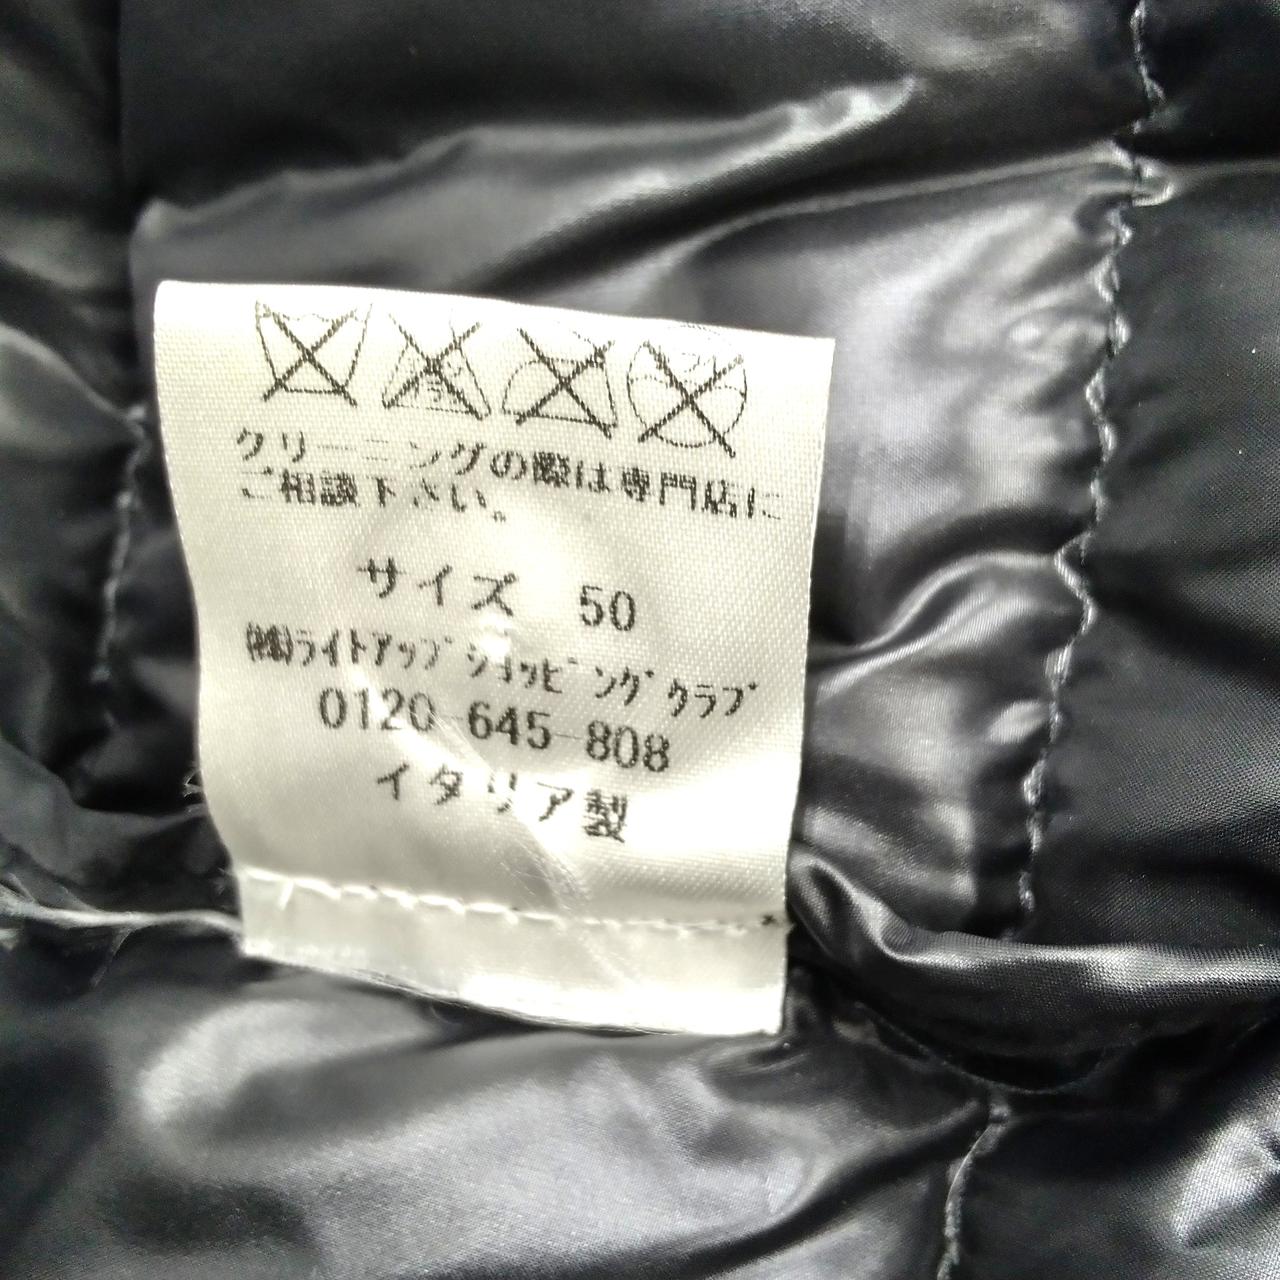 クリーニングの際は専門店に
ご相談下さい。
サイズ 50
㈱ﾗｲﾄｱｯﾌﾟｼｮｯﾋﾟﾝｸﾞｸﾗﾌﾞ
0120-645-808
イタリア製